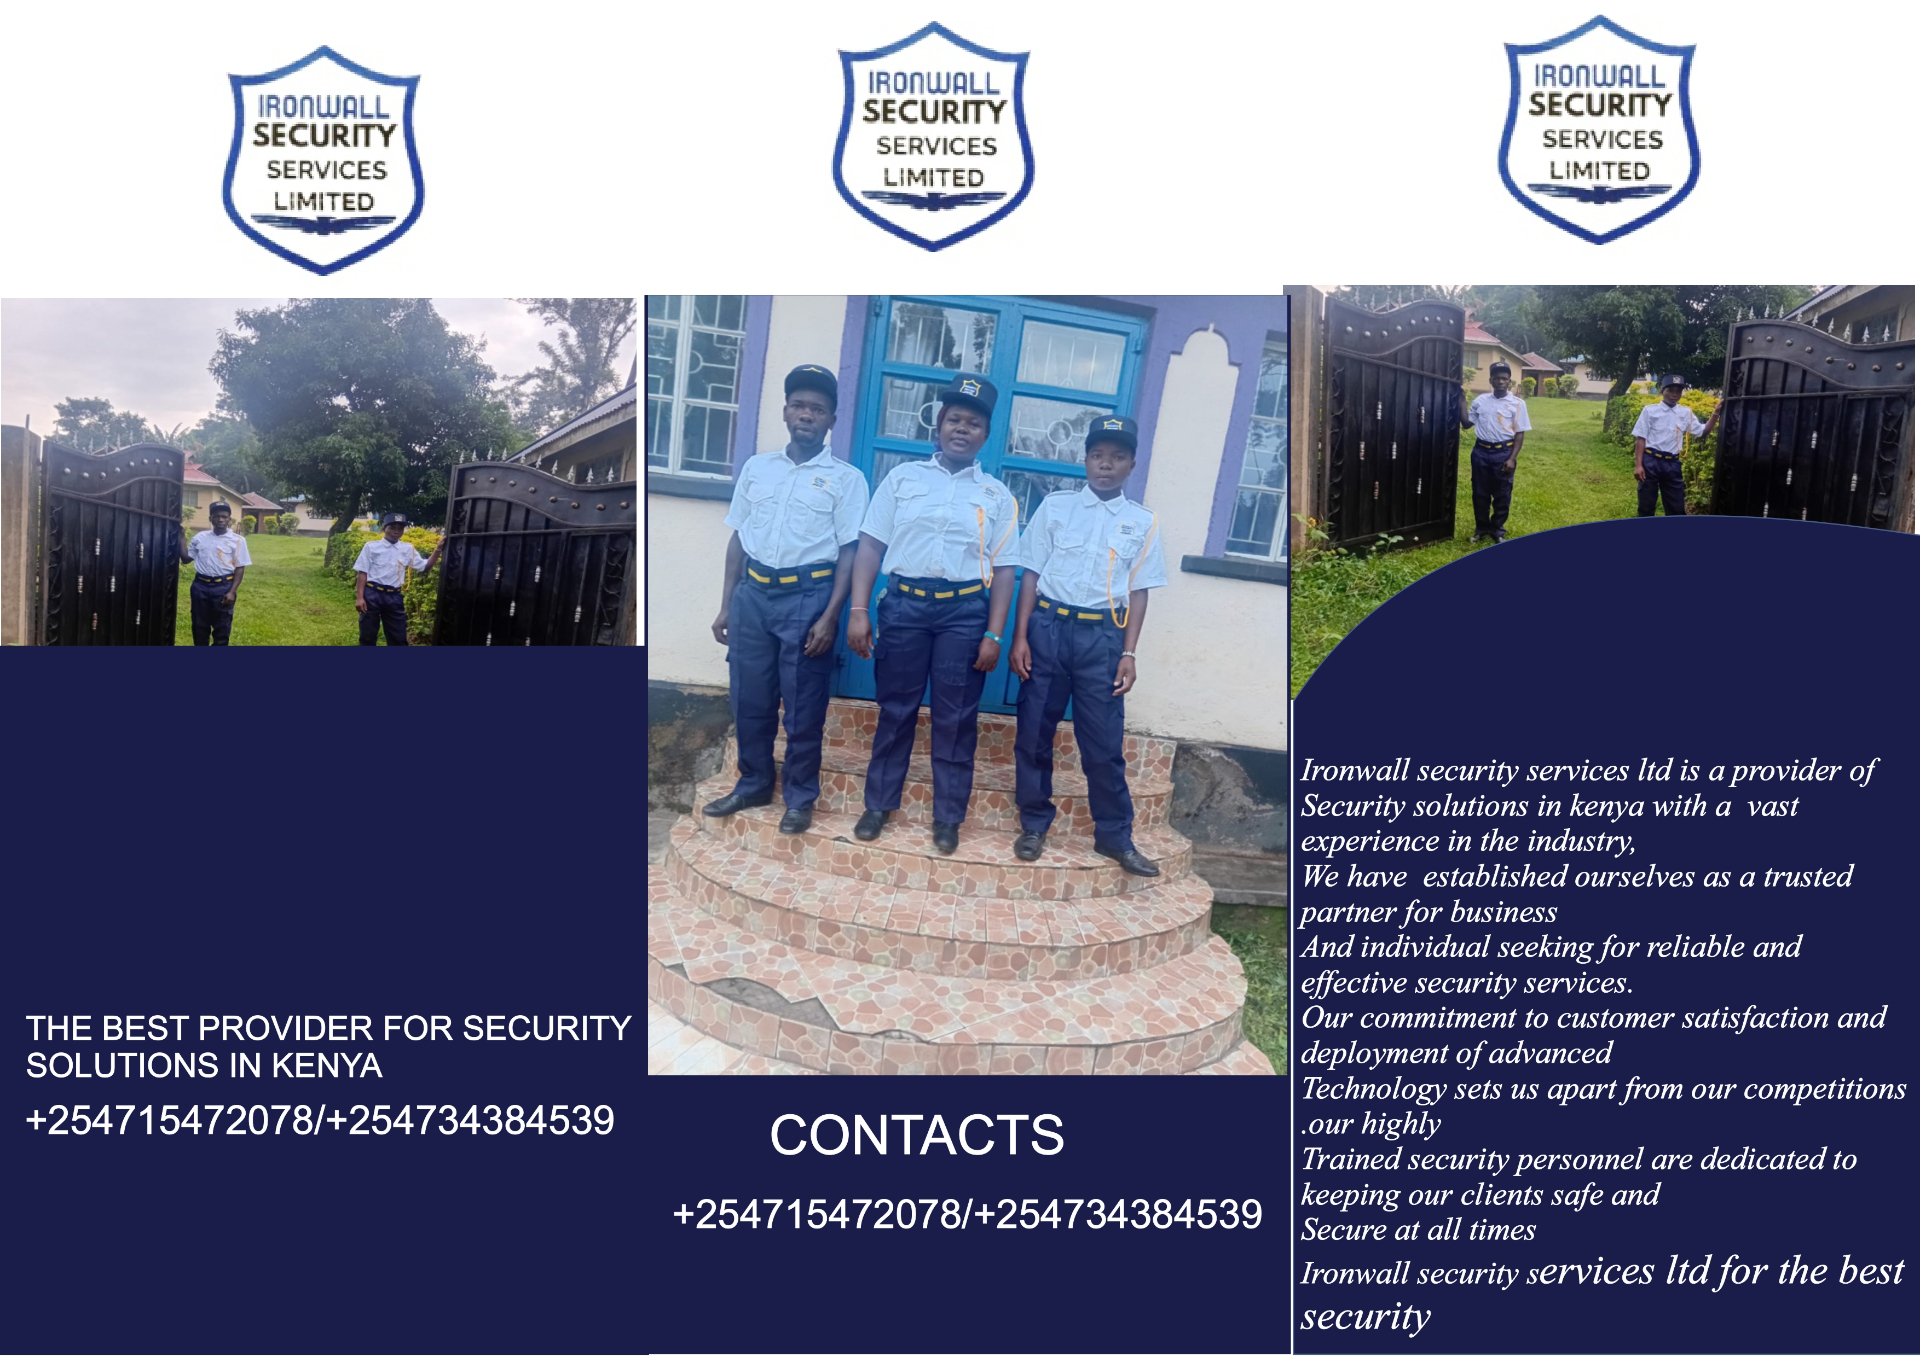 IRONWALL
SECURITY
SERVICES
LIMITED
THE BEST PROVIDER FOR SECURITY
SOLUTIONS IN KENYA
+254715472078/+254734384539
IRONWALL
SECURITY
SERVICES
LIMITED
CONTACTS
+254715472078/+254734384539
IRONWALL
SECURITY
SERVICES
LIMITED
Ironwall security services ltd is a provider of
Security solutions in kenya with a  vast
experience in the industry,
We have  established ourselves as a trusted
partner for business
And individual seeking for reliable and
effective security services.
Our commitment to customer satisfaction and
deployment of advanced
Technology sets us apart from our competitions
.our highly
Trained security personnel are dedicated to
keeping our clients safe and
Secure at all times
Ironwall security services ltd for the best
security